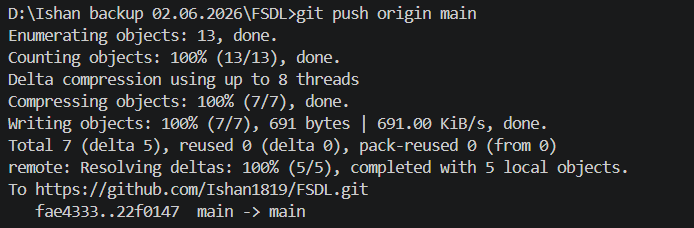 D:\Ishan backup 02.06.2026\FSDL>git push origin main
Enumerating objects: 13, done.
Counting objects: 100% (13/13), done.
Delta compression using up to 8 threads
Compressing objects: 100% (7/7), done.
Writing objects: 100% (7/7), 691 bytes | 691.00 KiB/s, done.
Total 7 (delta 5), reused 0 (delta 0), pack-reused 0 (from 0)
remote: Resolving deltas: 100% (5/5), completed with 5 local objects.
To https://github.com/Ishan1819/FSDL.git
   fae4333..22f0147  main -> main